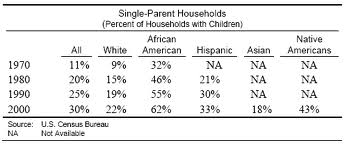 Single-Parent Households
(Percent of Households with Children)
African Native
All White American Hispanic Asian Americans
1970 11% 9% 32% NA NA NA
1980 20% 15% 46% 21% NA NA
1990 25% 19% 55% 30% NA NA
2000 30% 22% 62% 33% 18% 43%
Source: U.S. Census Bureau
NA Not Available